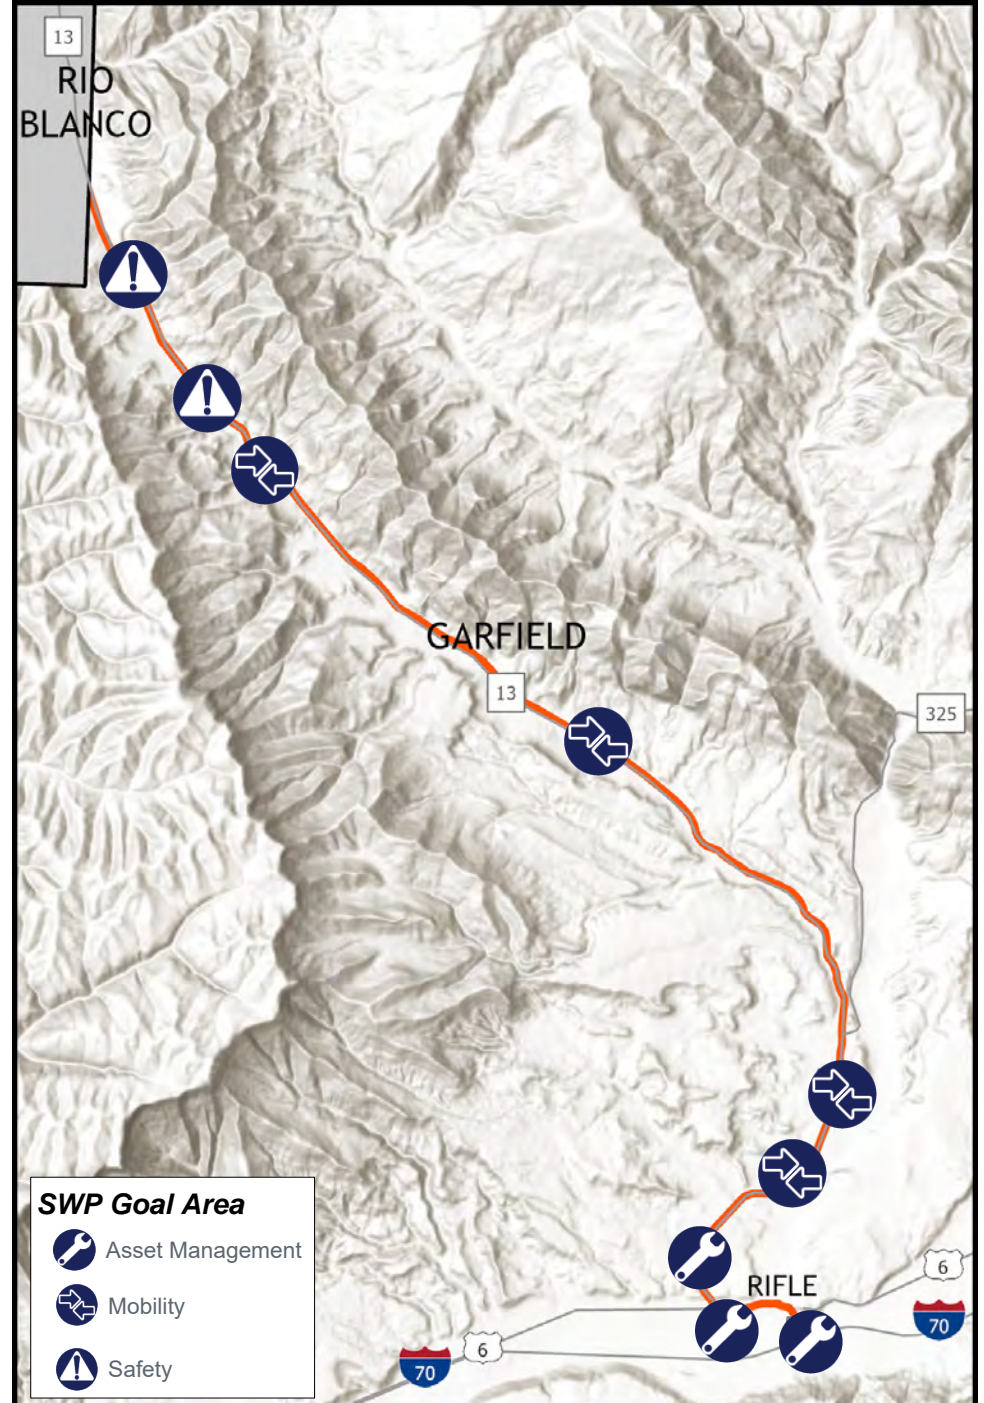 13
RIO
BLANCO
GARFIELD
13
325
SWP Goal Area
Asset Management
Mobility
Safety
RIFLE
6
70
6
70